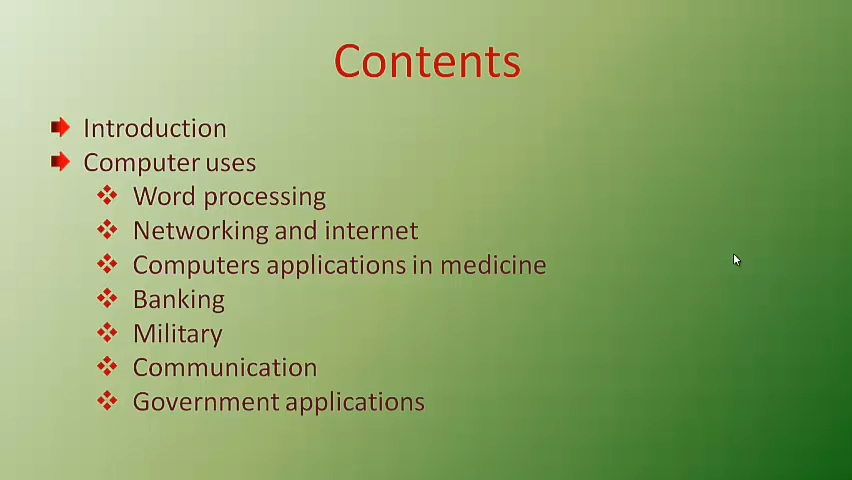 Contents
Introduction
Computer uses
Word processing
Networking and internet
Computers applications in medicine
Banking
Military
Communication
Government applications